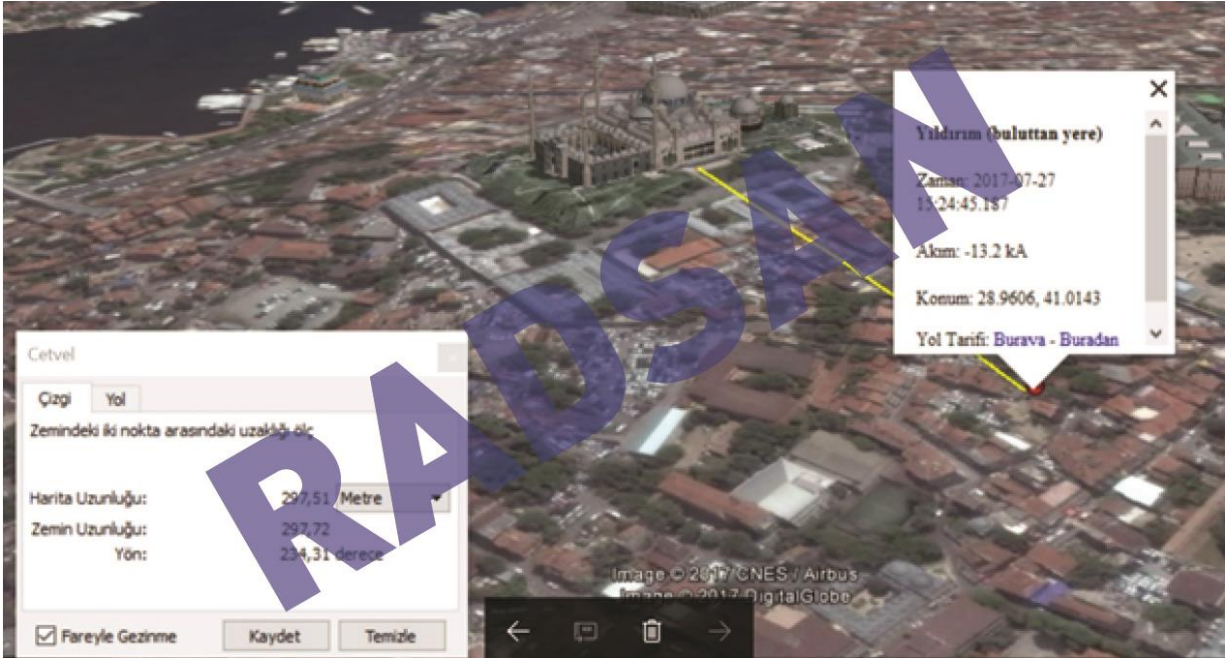 Yıldırım (buluttan yere)
Zaman: 2017-07-27
15:24:45.187
Akım: -13.2 kA
Konum: 28.9606, 41.0143
Yol Tarifi: Buraya - Buradan
RADSAN
Cetvel
Çizgi Yol
Zemindeki iki nokta arasındaki uzaklığı ölç
Harita Uzunluğu: 297,51 Metre
Zemin Uzunluğu: 297,72
Yön: 234,31 derece
Fareyle Gezinme Kaydet Temizle
Image © 2017 CNES / Airbus
Image © 2017 DigitalGlobe